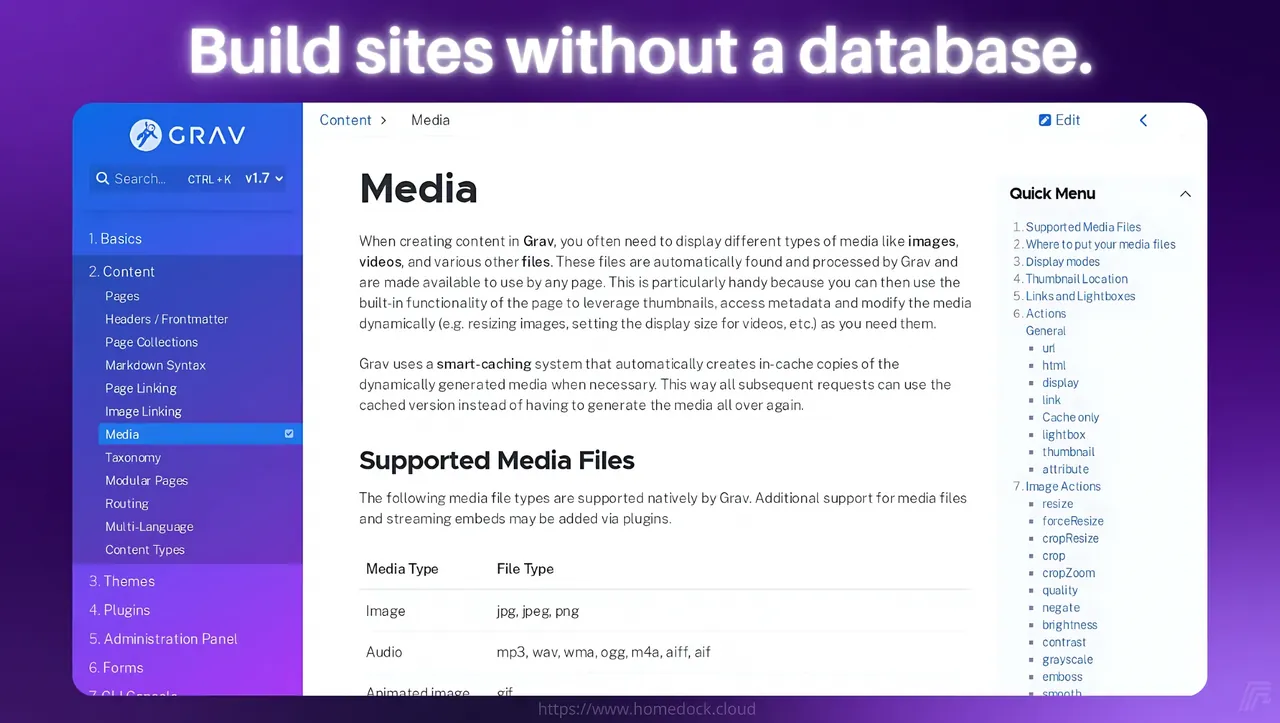 Build sites without a database.
GRAV
Search... CTRL + K v1.7
1. Basics
2. Content
Pages
Headers / Frontmatter
Page Collections
Markdown Syntax
Page Linking
Image Linking
Media
Taxonomy
Modular Pages
Routing
Multi-Language
Content Types
3. Themes
4. Plugins
5. Administration Panel
6. Forms
7. CLI Console
Content > Media
Edit
Media
When creating content in Grav, you often need to display different types of media like images,
videos, and various other files. These files are automatically found and processed by Grav and
are made available to use by any page. This is particularly handy because you can then use the
built-in functionality of the page to leverage thumbnails, access metadata and modify the media
dynamically (e.g. resizing images, setting the display size for videos, etc.) as you need them.
Grav uses a smart-caching system that automatically creates in-cache copies of the
dynamically generated media when necessary. This way all subsequent requests can use the
cached version instead of having to generate the media all over again.
Supported Media Files
The following media file types are supported natively by Grav. Additional support for media files
and streaming embeds may be added via plugins.
Media Type File Type
Image jpg, jpeg, png
Audio mp3, wav, wma, ogg, m4a, aiff, aif
Animated image gif
Quick Menu
1. Supported Media Files
2. Where to put your media files
3. Display modes
4. Thumbnail Location
5. Links and Lightboxes
6. Actions
General
url
html
display
link
Cache only
lightbox
thumbnail
attribute
7. Image Actions
resize
forceResize
cropResize
crop
cropZoom
quality
negate
brightness
contrast
grayscale
emboss
smooth
https://www.homedock.cloud